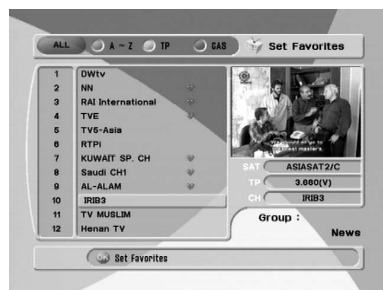 ALL A ~ Z TP CAS Set Favorites
1 DWtv
2 NN
3 RAI International
4 TVE
5 TV5-Asia
6 RTPi
7 KUWAIT SP. CH
8 Saudi CH1
9 AL-ALAM
10 IRIB3
11 TV MUSLIM
12 Henan TV
SAT ASIASAT2/C
TP 3.660(V)
CH IRIB3
Group :
News
OK Set Favorites